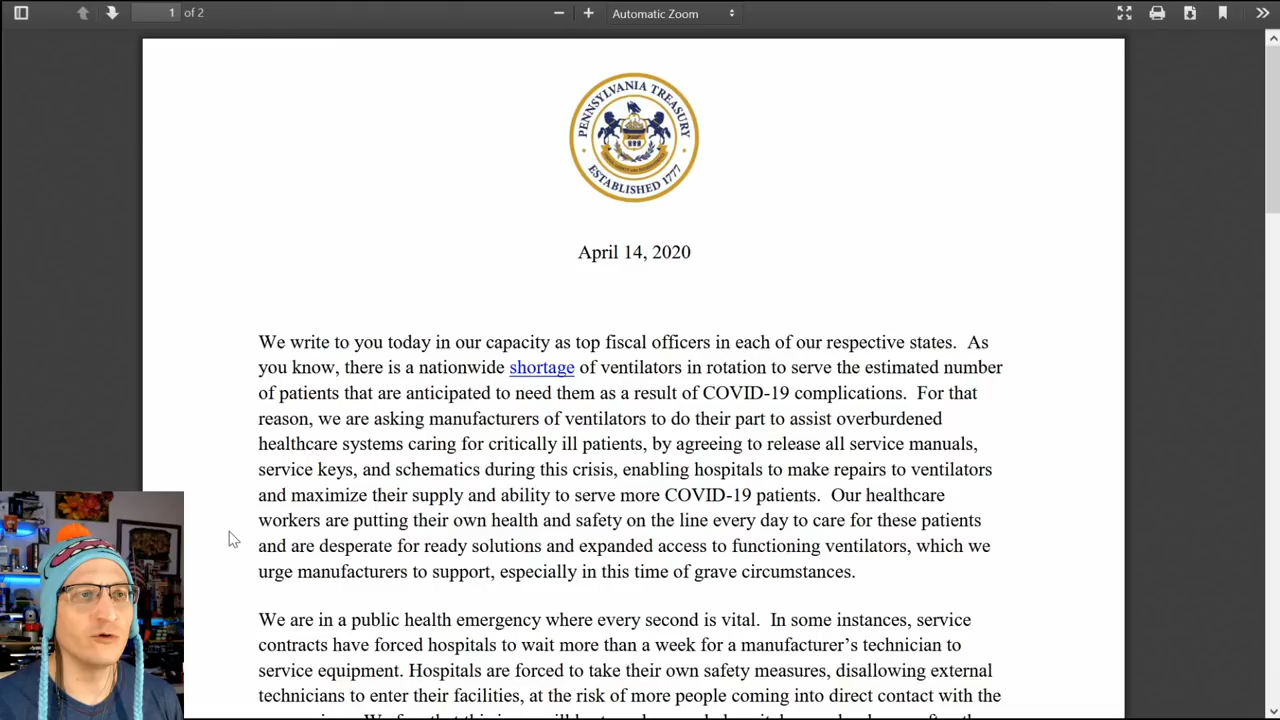 1 of 2
Automatic Zoom
PENNSYLVANIA TREASURY
ESTABLISHED 1777
April 14, 2020
We write to you today in our capacity as top fiscal officers in each of our respective states.  As
you know, there is a nationwide shortage of ventilators in rotation to serve the estimated number
of patients that are anticipated to need them as a result of COVID-19 complications.  For that
reason, we are asking manufacturers of ventilators to do their part to assist overburdened
healthcare systems caring for critically ill patients, by agreeing to release all service manuals,
service keys, and schematics during this crisis, enabling hospitals to make repairs to ventilators
and maximize their supply and ability to serve more COVID-19 patients.  Our healthcare
workers are putting their own health and safety on the line every day to care for these patients
and are desperate for ready solutions and expanded access to functioning ventilators, which we
urge manufacturers to support, especially in this time of grave circumstances.
We are in a public health emergency where every second is vital.  In some instances, service
contracts have forced hospitals to wait more than a week for a manufacturer's technician to
service equipment. Hospitals are forced to take their own safety measures, disallowing external
technicians to enter their facilities, at the risk of more people coming into direct contact with the